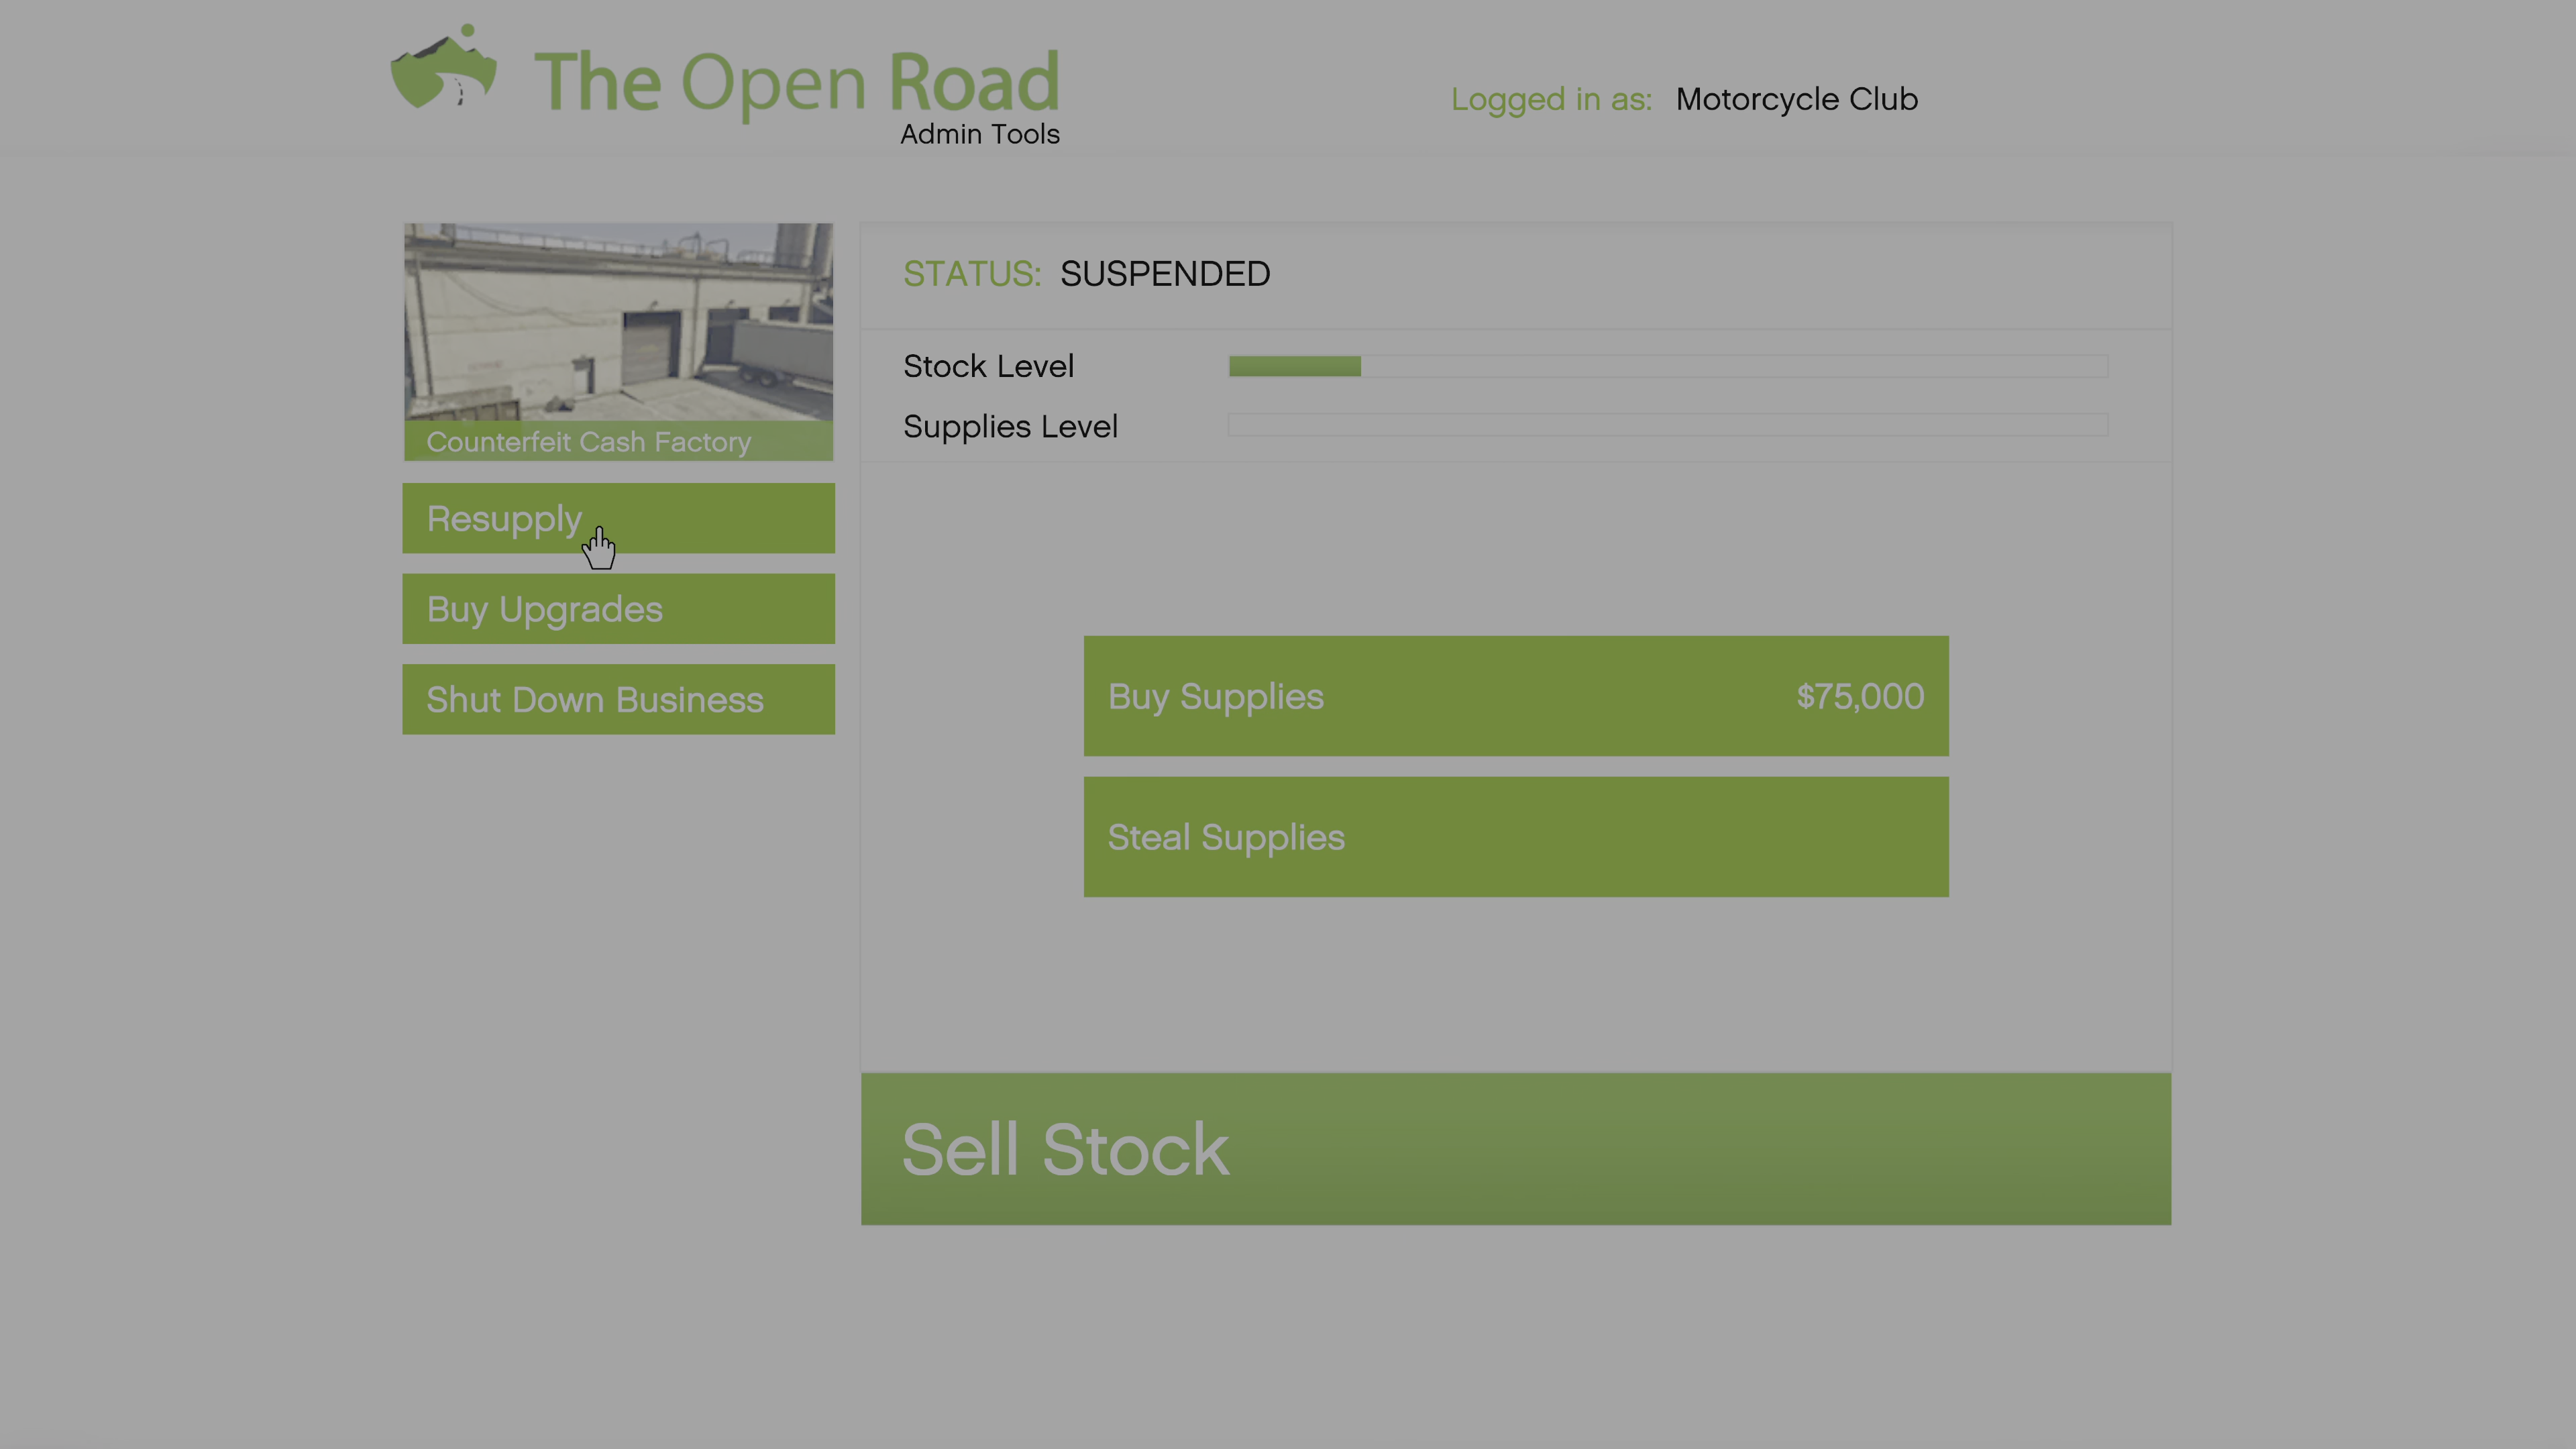 The Open Road
Admin Tools
Logged in as: Motorcycle Club
Counterfeit Cash Factory
Resupply
Buy Upgrades
Shut Down Business
STATUS: SUSPENDED
Stock Level
Supplies Level
Buy Supplies $75,000
Steal Supplies
Sell Stock